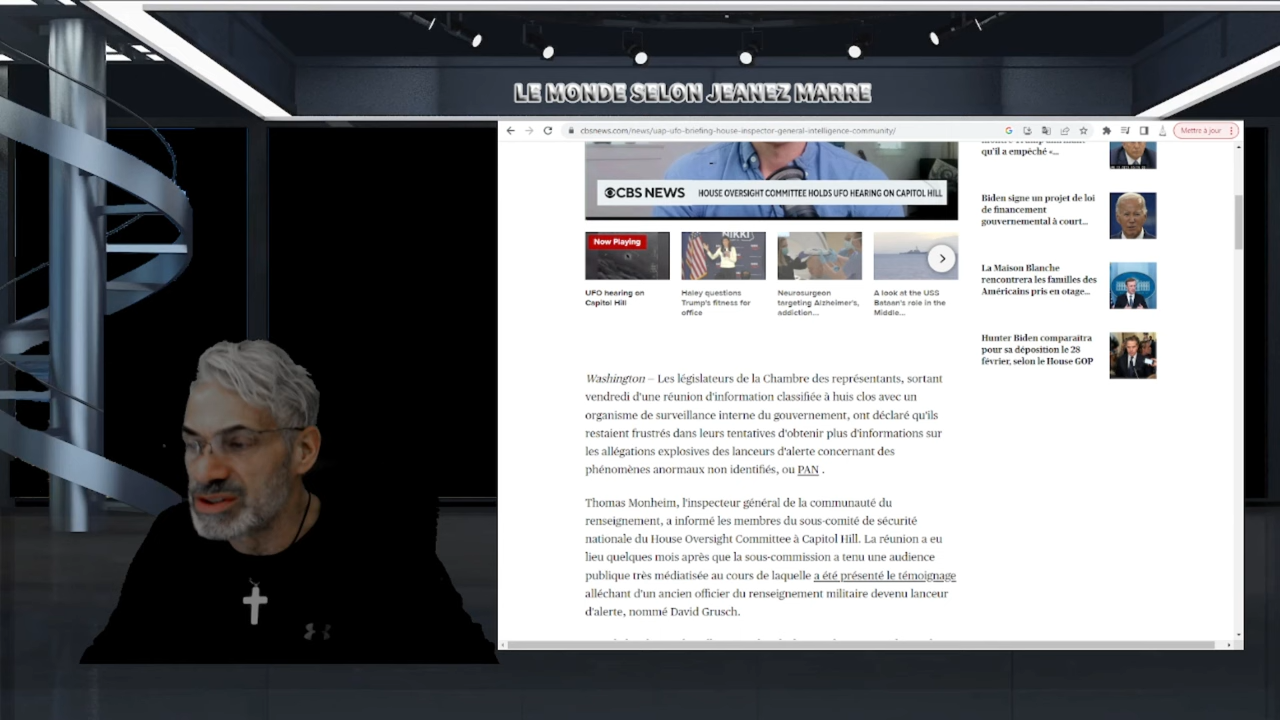 LE MONDE SELON JEANEZ MARRE
cbsnews.com/news/uap-ufo-briefing-house-inspector-general-intelligence-community/
Mettre à jour
CBS NEWS HOUSE OVERSIGHT COMMITTEE HOLDS UFO HEARING ON CAPITOL HILL
Now Playing
NIKKI
UFO hearing on
Capitol Hill
Haley questions
Trump's fitness for
office
Neurosurgeon
targeting Alzheimer's,
addiction...
A look at the USS
Bataan's role in the
Middle...
qu'il a empêché «...
Biden signe un projet de loi
de financement
gouvernemental à court...
La Maison Blanche
rencontrera les familles des
Américains pris en otage...
Hunter Biden comparaîtra
pour sa déposition le 28
février, selon le House GOP
Washington — Les législateurs de la Chambre des représentants, sortant
vendredi d'une réunion d'information classifiée à huis clos avec un
organisme de surveillance interne du gouvernement, ont déclaré qu'ils
restaient frustrés dans leurs tentatives d'obtenir plus d'informations sur
les allégations explosives des lanceurs d'alerte concernant des
phénomènes anormaux non identifiés, ou PAN .
Thomas Monheim, l'inspecteur général de la communauté du
renseignement, a informé les membres du sous-comité de sécurité
nationale du House Oversight Committee à Capitol Hill. La réunion a eu
lieu quelques mois après que la sous-commission a tenu une audience
publique très médiatisée au cours de laquelle a été présenté le témoignage
alléchant d'un ancien officier du renseignement militaire devenu lanceur
d'alerte, nommé David Grusch.